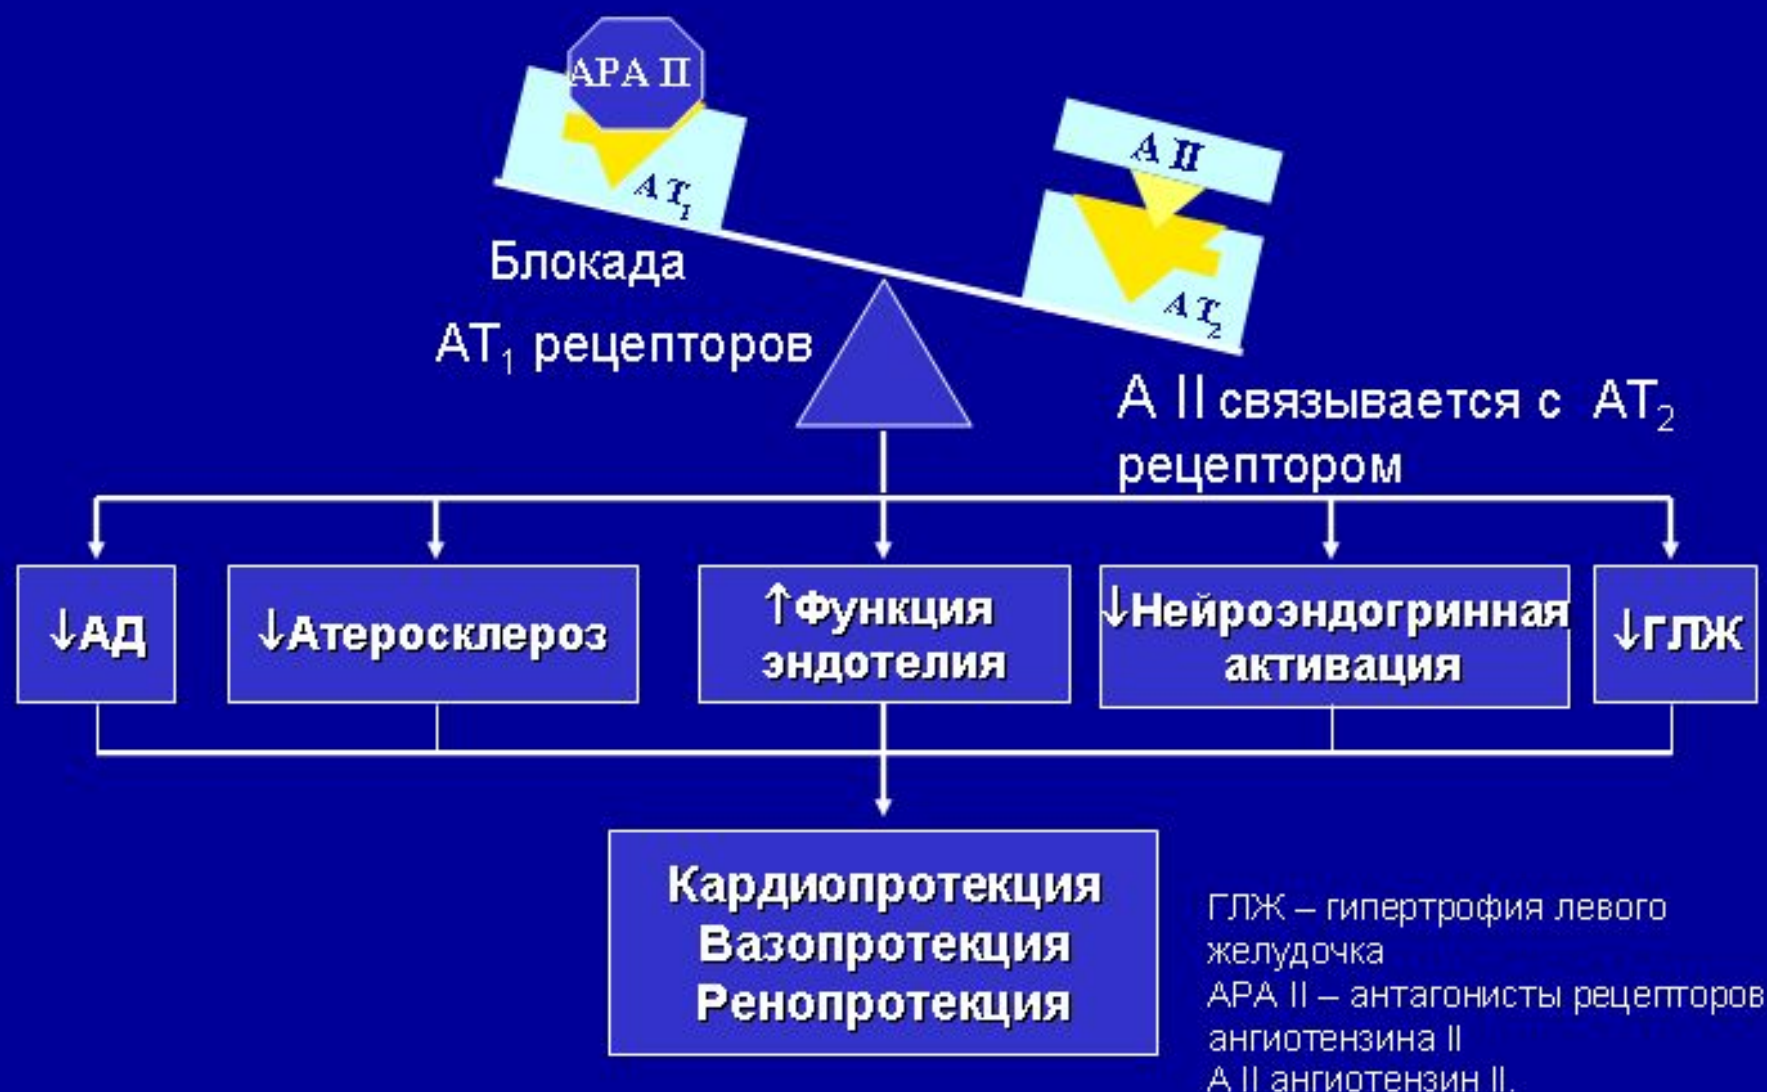 АРА II
АТ1
А II
АТ2
Блокада
АТ1 рецепторов
А II связывается с АТ2
рецептором
↓АД
↓Атеросклероз
↑Функция
эндотелия
↓Нейроэндогринная
активация
↓ГЛЖ
Кардиопротекция
Вазопротекция
Ренопротекция
ГЛЖ – гипертрофия левого
желудочка
АРА II – антагонисты рецепторов
ангиотензина II
А II ангиотензин II.